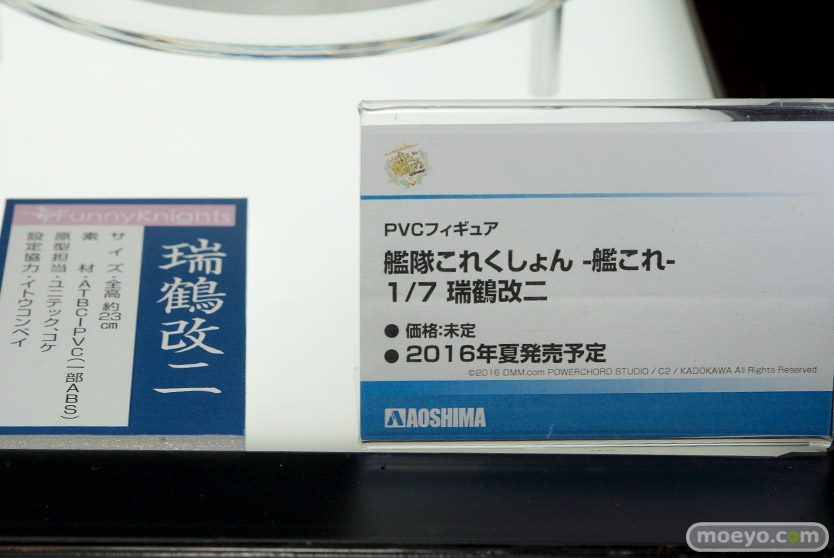 FunnyKnights
瑞鶴改二
サイズ・全高 約23cm
素　材・ATBC-PVC(一部ABS)
原型担当・ユニテック、コケ
設定協力・イトウコンペイ
艦これ
PVCフィギュア
艦隊これくしょん -艦これ-
1/7 瑞鶴改二
● 価格:未定
● 2016年夏発売予定
©2016 DMM.com POWERCHORD STUDIO / C2 / KADOKAWA All Rights Reserved.
AOSHIMA
moeyo.com